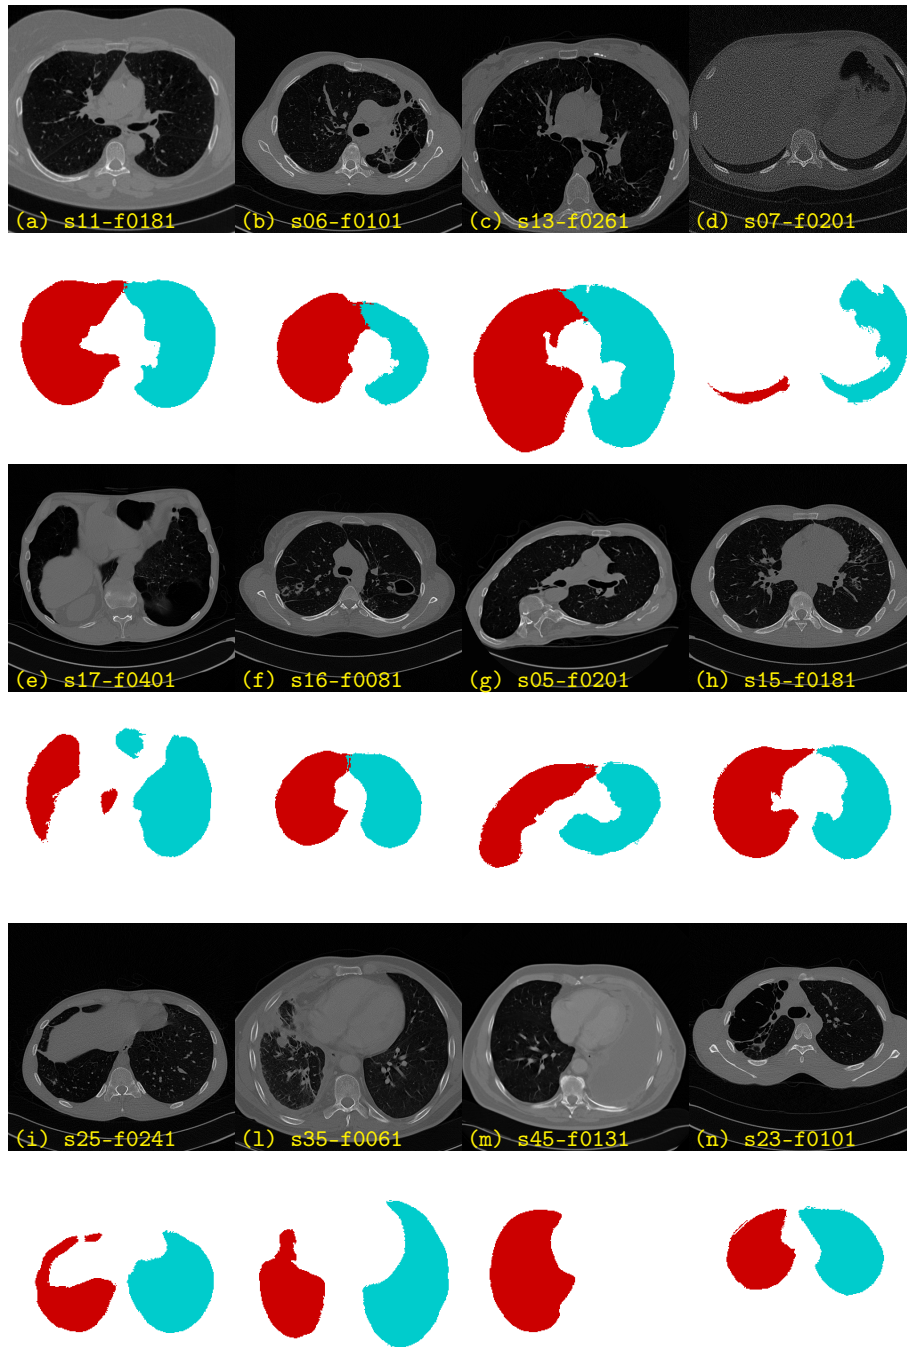 (a) s11-f0181
(b) s06-f0101
(c) s13-f0261
(d) s07-f0201
(e) s17-f0401
(f) s16-f0081
(g) s05-f0201
(h) s15-f0181
(i) s25-f0241
(l) s35-f0061
(m) s45-f0131
(n) s23-f0101